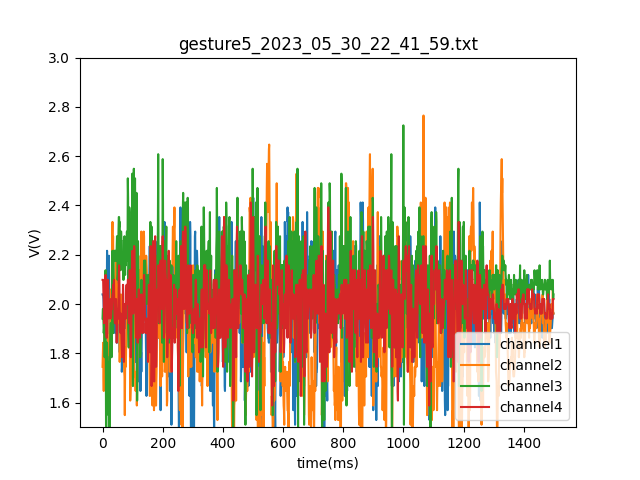 gesture5_2023_05_30_22_41_59.txt
3.0
2.8
2.6
2.4
2.2
2.0
1.8
1.6
V(V)
channel1
channel2
channel3
channel4
0 200 400 600 800 1000 1200 1400
time(ms)